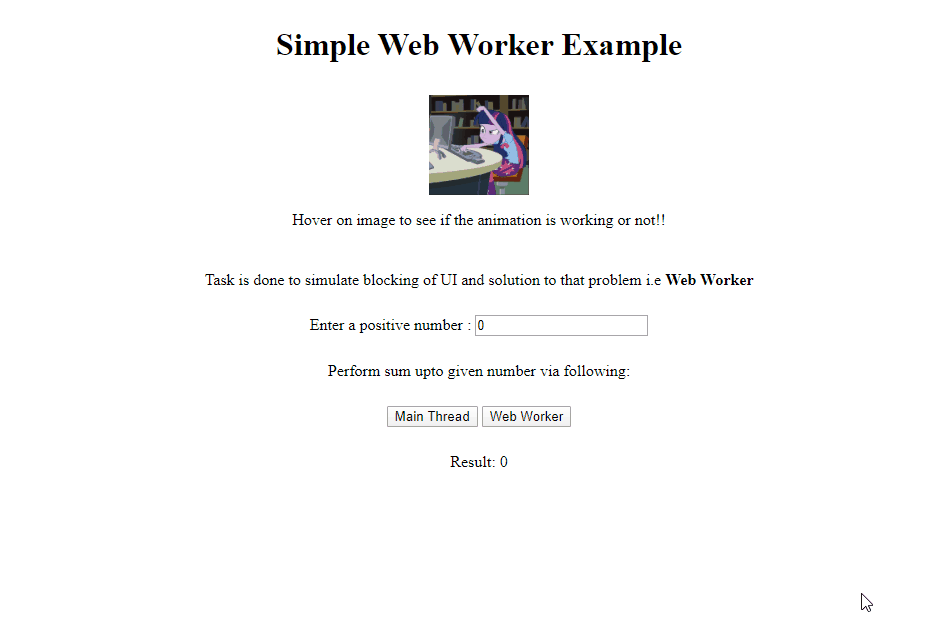 Simple Web Worker Example
Hover on image to see if the animation is working or not!!
Task is done to simulate blocking of UI and solution to that problem i.e Web Worker
Enter a positive number : 0
Perform sum upto given number via following:
Main Thread Web Worker
Result: 0